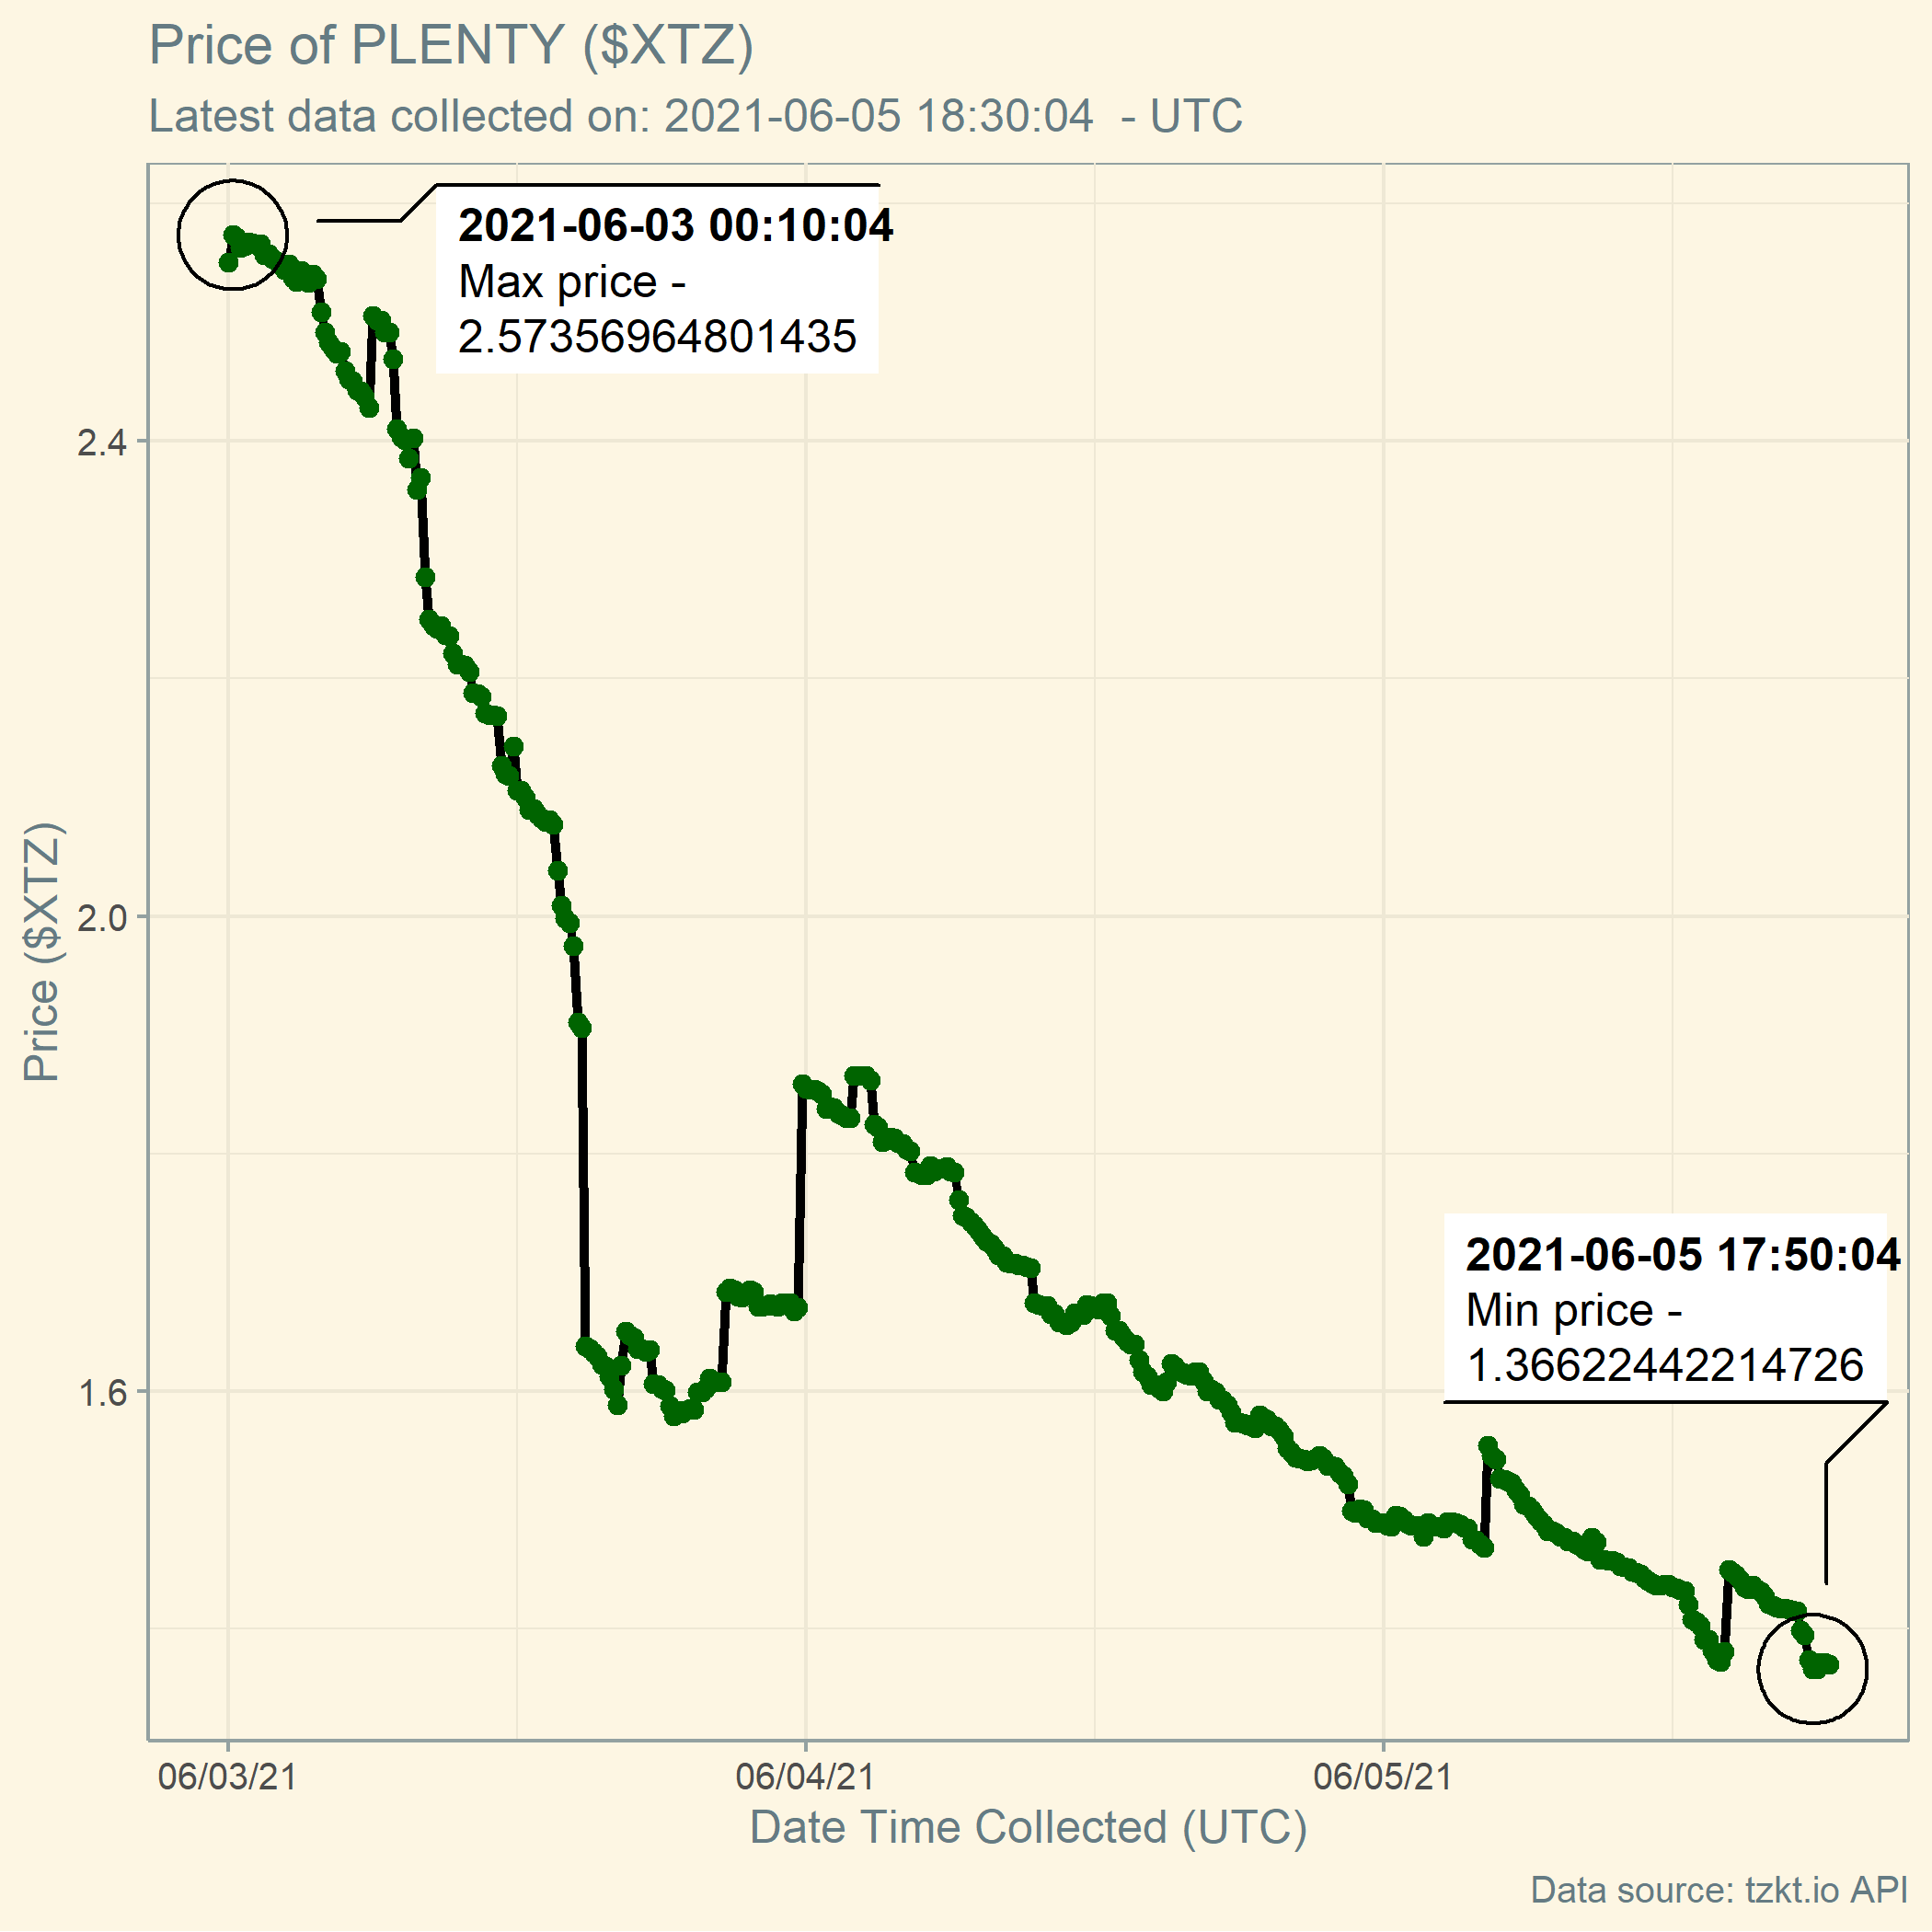 Price of PLENTY ($XTZ)
Latest data collected on: 2021-06-05 18:30:04  - UTC
2021-06-03 00:10:04
Max price -
2.57356964801435
2.4
2.0
1.6
Price ($XTZ)
2021-06-05 17:50:04
Min price -
1.36622442214726
06/03/21
06/04/21
06/05/21
Date Time Collected (UTC)
Data source: tzkt.io API